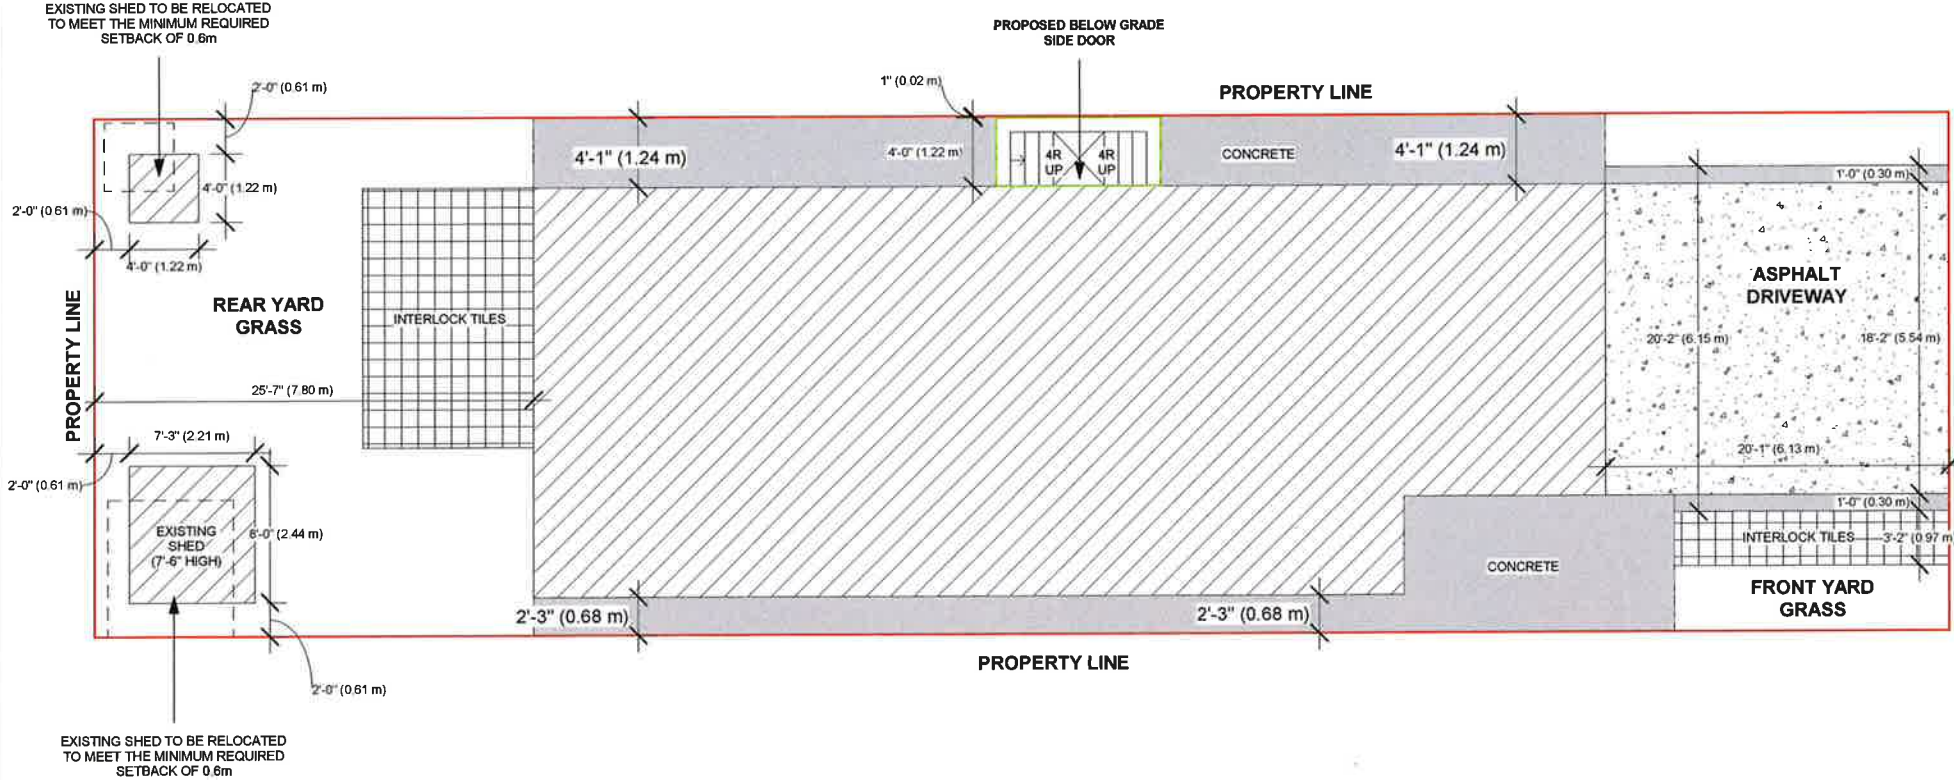 EXISTING SHED TO BE RELOCATED
TO MEET THE MINIMUM REQUIRED
SETBACK OF 0.6m
PROPOSED BELOW GRADE
SIDE DOOR
2'-0" (0.61 m)
1" (0.02 m)
PROPERTY LINE
4'-1" (1.24 m)
4'-0" (1.22 m)
4R
UP
4R
UP
CONCRETE
4'-1" (1.24 m)
1'-0" (0.30 m)
4'-0" (1.22 m)
2'-0" (0.61 m)
4'-0" (1.22 m)
REAR YARD
GRASS
INTERLOCK TILES
ASPHALT
DRIVEWAY
20'-2" (6.15 m)
18'-2" (5.54 m)
PROPERTY LINE
25'-7" (7.80 m)
7'-3" (2.21 m)
20'-1" (6.13 m)
2'-0" (0.61 m)
EXISTING
SHED
(7'-6" HIGH)
8'-0" (2.44 m)
1'-0" (0.30 m)
INTERLOCK TILES
3'-2" (0.97 m
CONCRETE
FRONT YARD
GRASS
2'-3" (0.68 m)
2'-3" (0.68 m)
PROPERTY LINE
2'-0" (0.61 m)
EXISTING SHED TO BE RELOCATED
TO MEET THE MINIMUM REQUIRED
SETBACK OF 0.6m